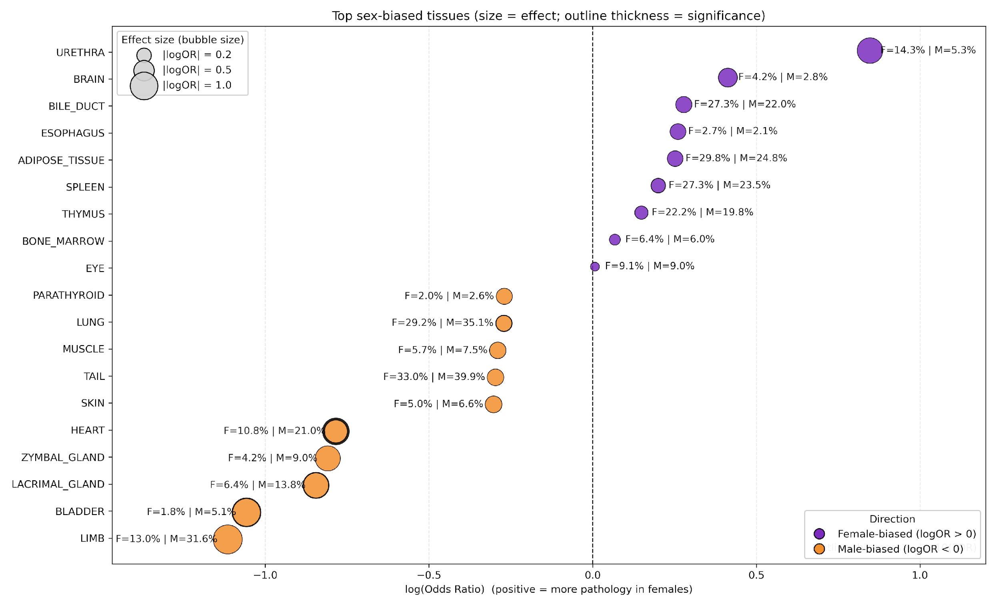 Top sex-biased tissues (size = effect; outline thickness = significance)
Effect size (bubble size)
|logOR| = 0.2
|logOR| = 0.5
|logOR| = 1.0
URETHRA
F=14.3% | M=5.3%
BRAIN
F=4.2% | M=2.8%
BILE_DUCT
F=27.3% | M=22.0%
ESOPHAGUS
F=2.7% | M=2.1%
ADIPOSE_TISSUE
F=29.8% | M=24.8%
SPLEEN
F=27.3% | M=23.5%
THYMUS
F=22.2% | M=19.8%
BONE_MARROW
F=6.4% | M=6.0%
EYE
F=9.1% | M=9.0%
PARATHYROID
F=2.0% | M=2.6%
LUNG
F=29.2% | M=35.1%
MUSCLE
F=5.7% | M=7.5%
TAIL
F=33.0% | M=39.9%
SKIN
F=5.0% | M=6.6%
HEART
F=10.8% | M=21.0%
ZYMBAL_GLAND
F=4.2% | M=9.0%
LACRIMAL_GLAND
F=6.4% | M=13.8%
BLADDER
F=1.8% | M=5.1%
LIMB
F=13.0% | M=31.6%
Direction
Female-biased (logOR > 0)
Male-biased (logOR < 0)
−1.0
−0.5
0.0
0.5
1.0
log(Odds Ratio) (positive = more pathology in females)